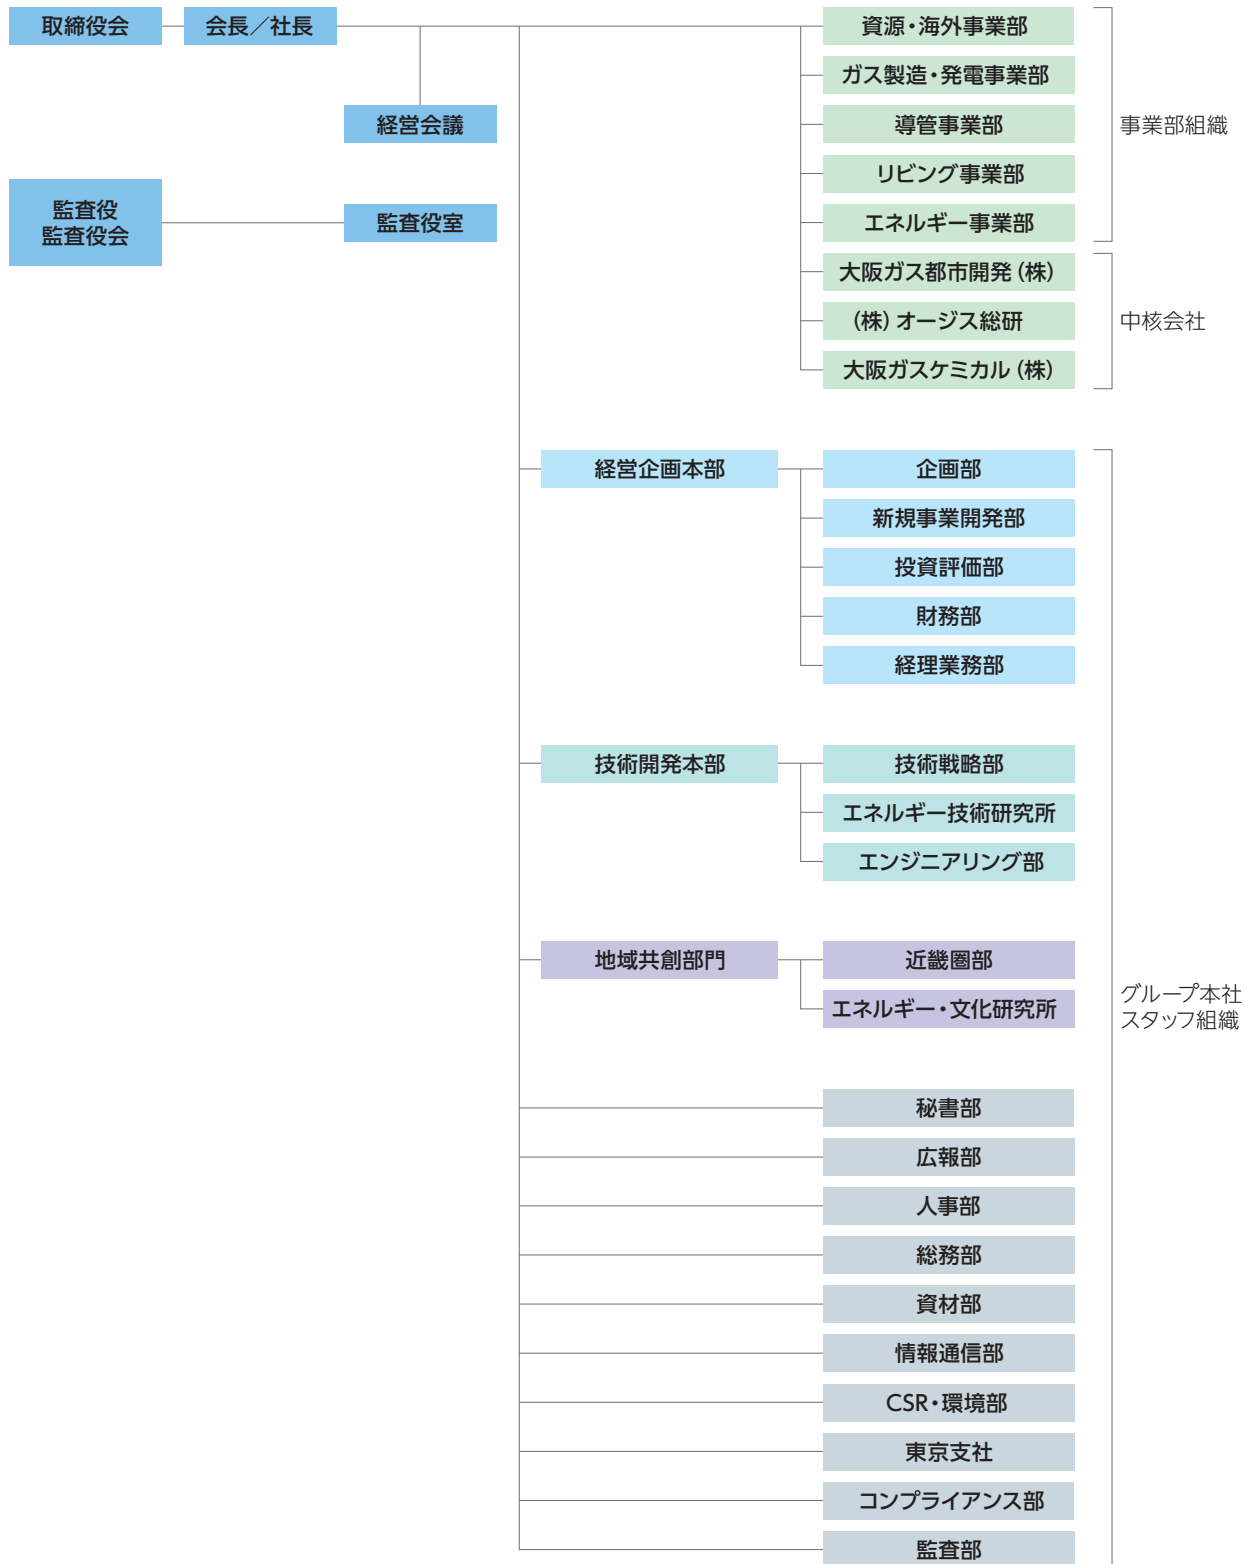 取締役会
会長／社長
経営会議
監査役
監査役会
監査役室
資源・海外事業部
ガス製造・発電事業部
導管事業部
リビング事業部
エネルギー事業部
事業部組織
大阪ガス都市開発（株）
（株）オージス総研
大阪ガスケミカル（株）
中核会社
経営企画本部
企画部
新規事業開発部
投資評価部
財務部
経理業務部
技術開発本部
技術戦略部
エネルギー技術研究所
エンジニアリング部
地域共創部門
近畿圏部
エネルギー・文化研究所
グループ本社
スタッフ組織
秘書部
広報部
人事部
総務部
資材部
情報通信部
CSR・環境部
東京支社
コンプライアンス部
監査部